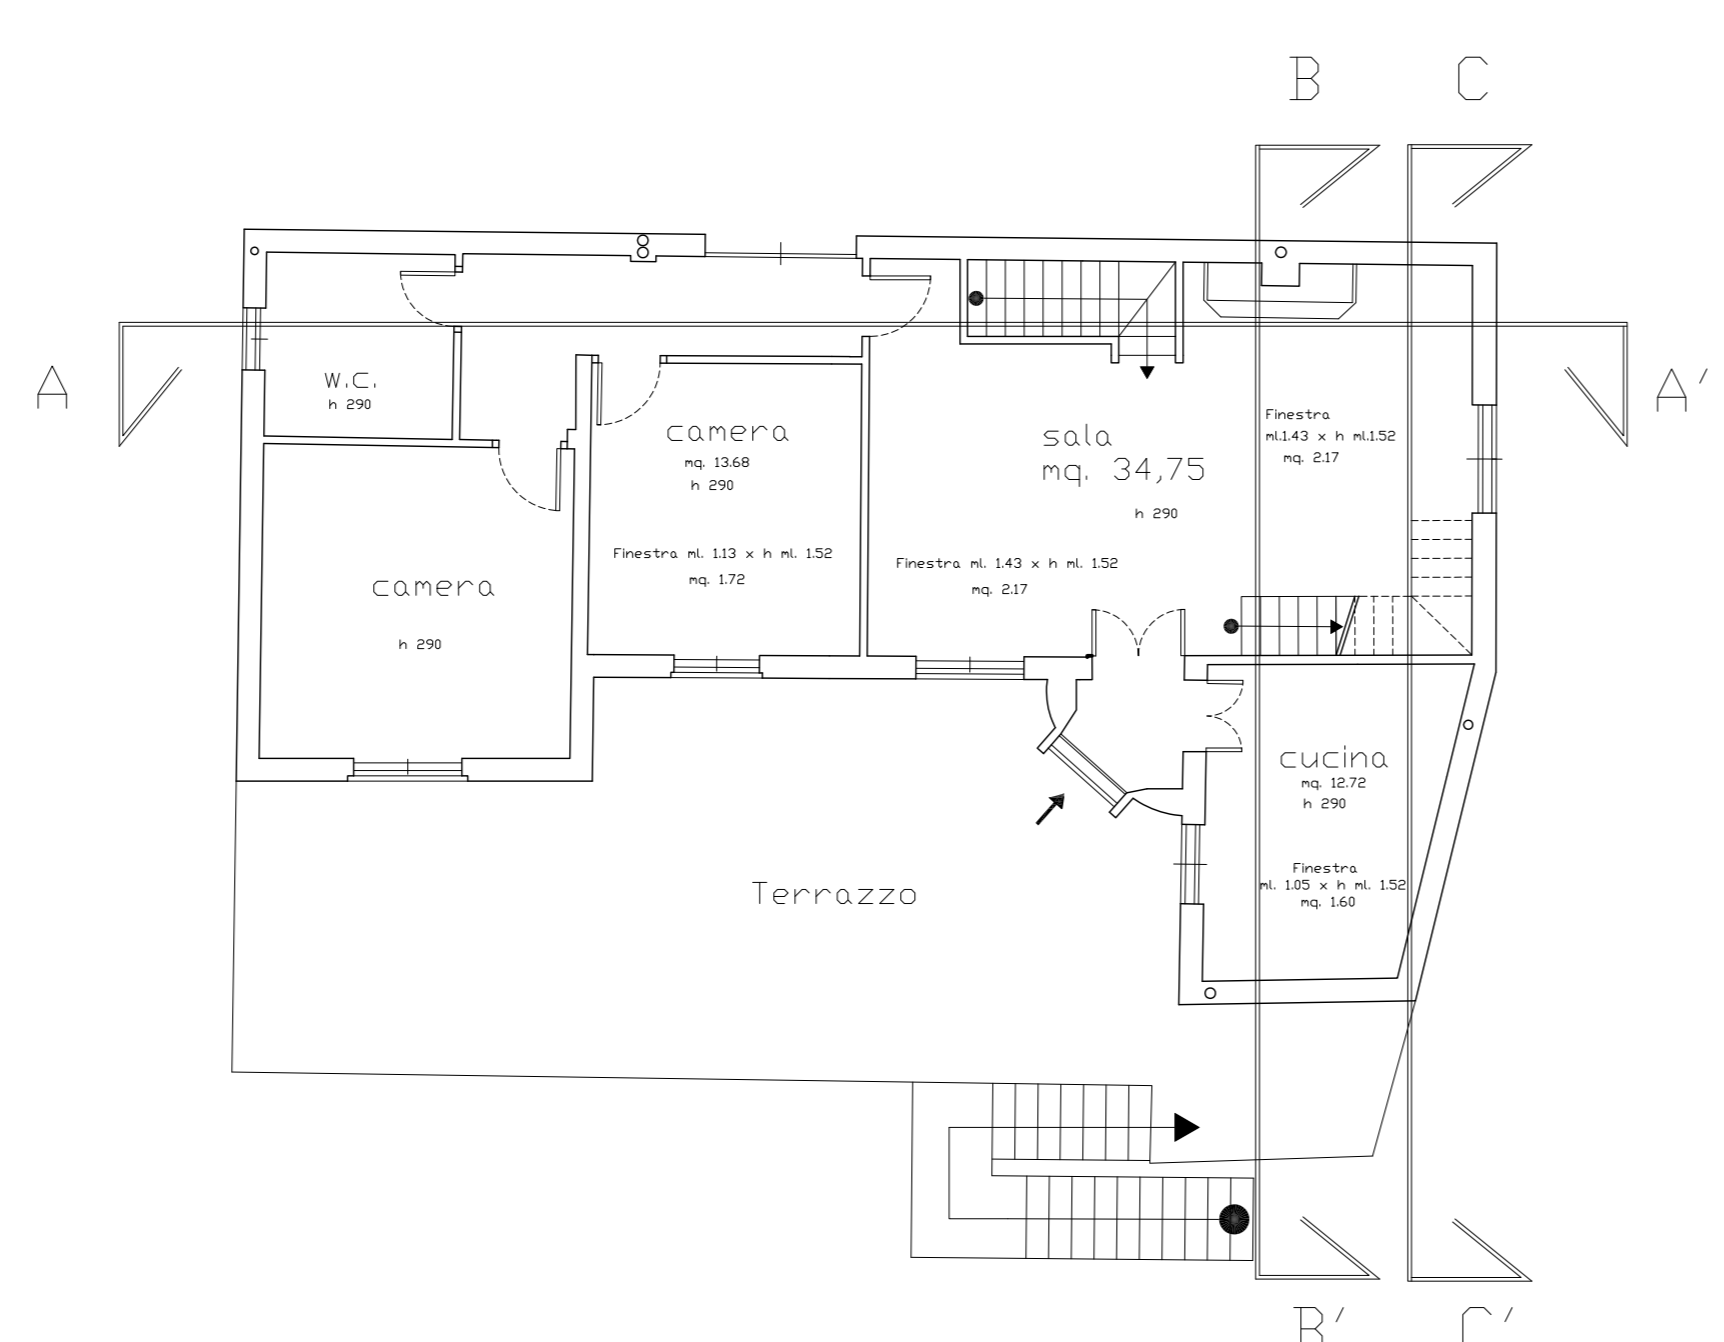 B C
A
A'
W.C.
h 290
camera
mq. 13.68
h 290
Finestra ml. 1.13 x h ml. 1.52
mq. 1.72
sala
mq. 34,75
h 290
Finestra
ml.1.43 x h ml.1.52
mq. 2.17
Finestra ml. 1.43 x h ml. 1.52
mq. 2.17
camera
h 290
cucina
mq. 12.72
h 290
Finestra
ml. 1.05 x h ml. 1.52
mq. 1.60
Terrazzo
B' C'